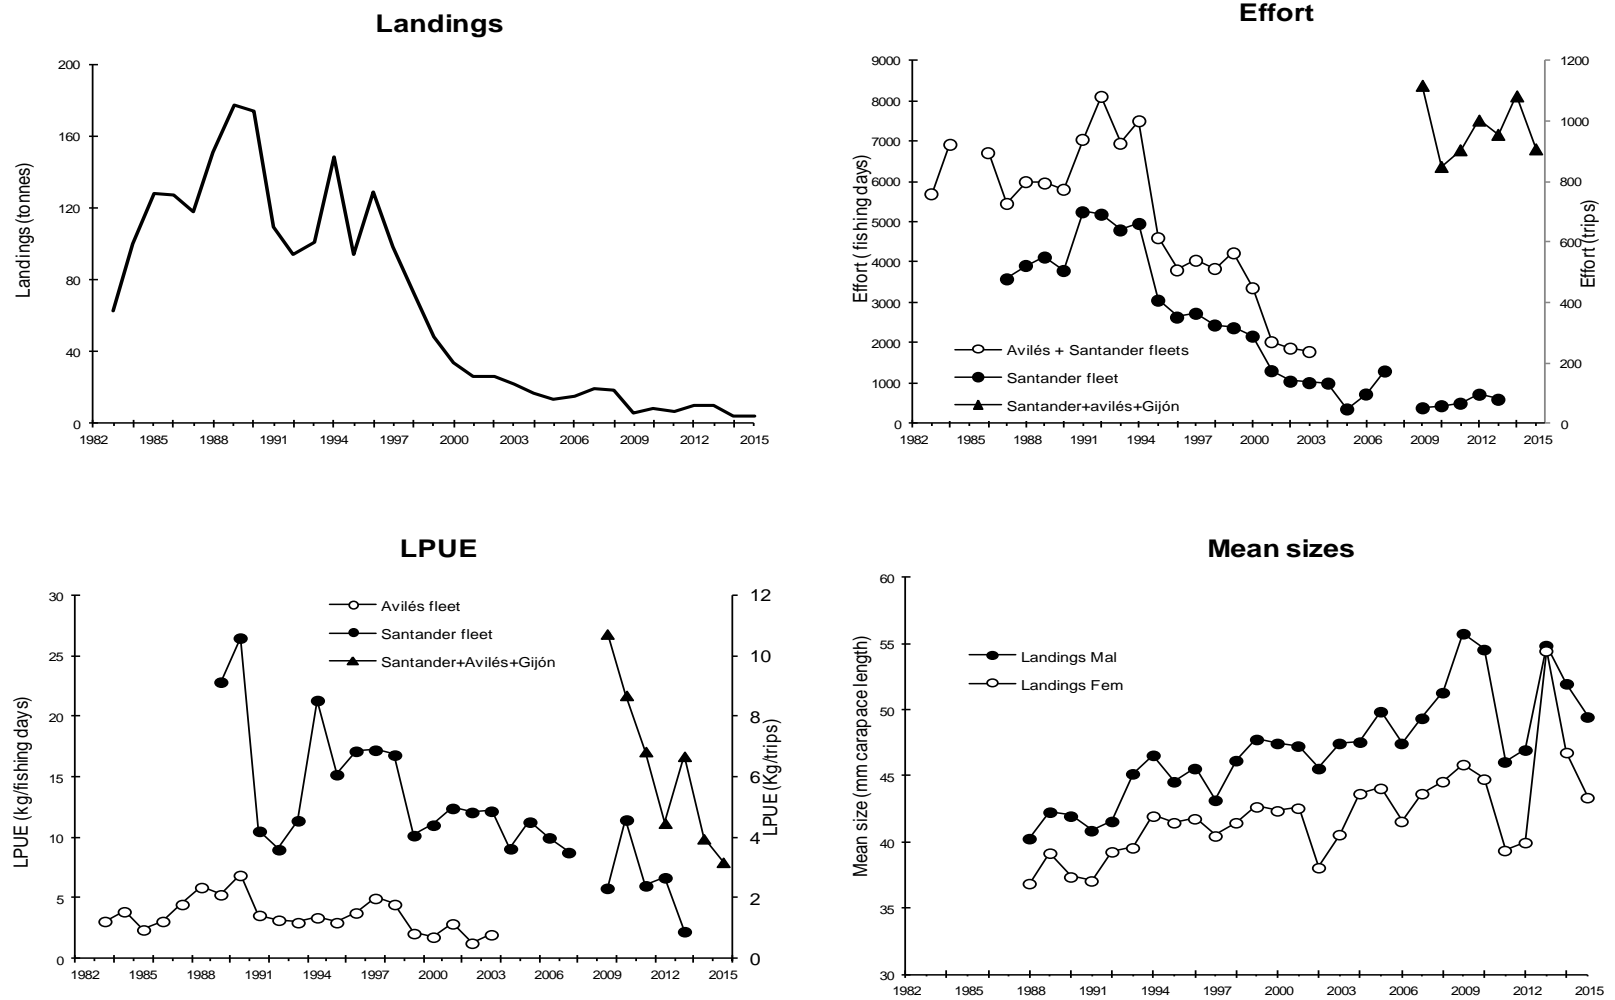 Landings
Landings (tonnes)
200
160
120
80
40
0
1982 1985 1988 1991 1994 1997 2000 2003 2006 2009 2012 2015
Effort
Effort (fishing days)
9000
8000
7000
6000
5000
4000
3000
2000
1000
0
Avilés + Santander fleets
Santander fleet
Santander+avilés+Gijón
1200
1000
800
600
400
200
0
Effort (trips)
1982 1985 1988 1991 1994 1997 2000 2003 2006 2009 2012 2015
LPUE
LPUE (kg/fishing days)
30
25
20
15
10
5
0
Avilés fleet
Santander fleet
Santander+Avilés+Gijón
12
10
8
6
4
2
0
LPUE (Kg/trips)
1982 1985 1988 1991 1994 1997 2000 2003 2006 2009 2012 2015
Mean sizes
Mean size (mm carapace length)
60
55
50
45
40
35
30
Landings Mal
Landings Fem
1982 1985 1988 1991 1994 1997 2000 2003 2006 2009 2012 2015